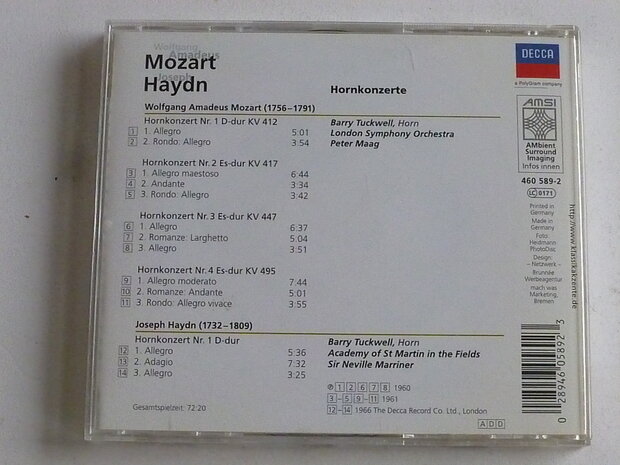 Wolfgang
Amadeus
Mozart
Joseph
Haydn
Hornkonzerte
DECCA
a PolyGram company
Wolfgang Amadeus Mozart (1756–1791)
Hornkonzert Nr. 1 D-dur KV 412
1 1. Allegro 5:01
2 2. Rondo: Allegro 3:54
Barry Tuckwell, Horn
London Symphony Orchestra
Peter Maag
Hornkonzert Nr. 2 Es-dur KV 417
3 1. Allegro maestoso 6:44
4 2. Andante 3:34
5 3. Rondo: Allegro 3:42
Hornkonzert Nr. 3 Es-dur KV 447
6 1. Allegro 6:37
7 2. Romanze: Larghetto 5:04
8 3. Allegro 3:51
Hornkonzert Nr. 4 Es-dur KV 495
9 1. Allegro moderato 7:44
10 2. Romanze: Andante 5:01
11 3. Rondo: Allegro vivace 3:55
Joseph Haydn (1732–1809)
Hornkonzert Nr. 1 D-dur
12 1. Allegro 5:36
13 2. Adagio 7:32
14 3. Allegro 3:25
Barry Tuckwell, Horn
Academy of St Martin in the Fields
Sir Neville Marriner
Gesamtspielzeit: 72:20
℗ 1 2 6 7 8 1960
3–5 9–11 1961
12–14 1966 The Decca Record Co. Ltd., London
ADD
AMSI
AMbient
Surround
Imaging
Infos innen
460 589-2
LC 0171
Printed in
Germany
Made in
Germany
Foto:
Heidmann
PhotoDisc
Design:
– Netzwerk –
Brunnée
Werbeagentur
mach was
Marketing,
Bremen
http://www.klassikakzente.de
0 28946 05892 3